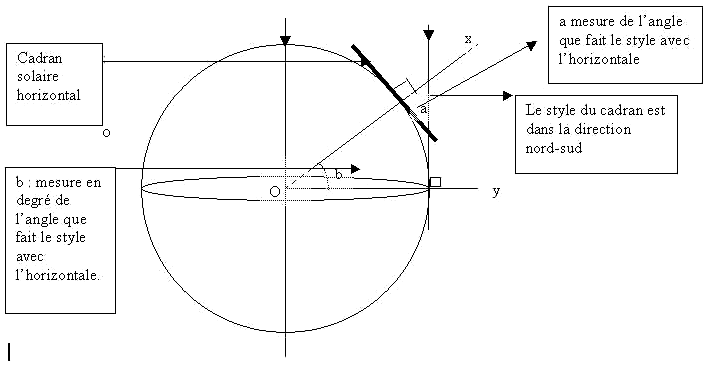 Cadran
solaire
horizontal
x
a mesure de l’angle
que fait le style avec
l’horizontale
a
Le style du cadran est
dans la direction
nord-sud
O
b : mesure en
degré de
l’angle que
fait le style
avec
l’horizontale.
b
O
y